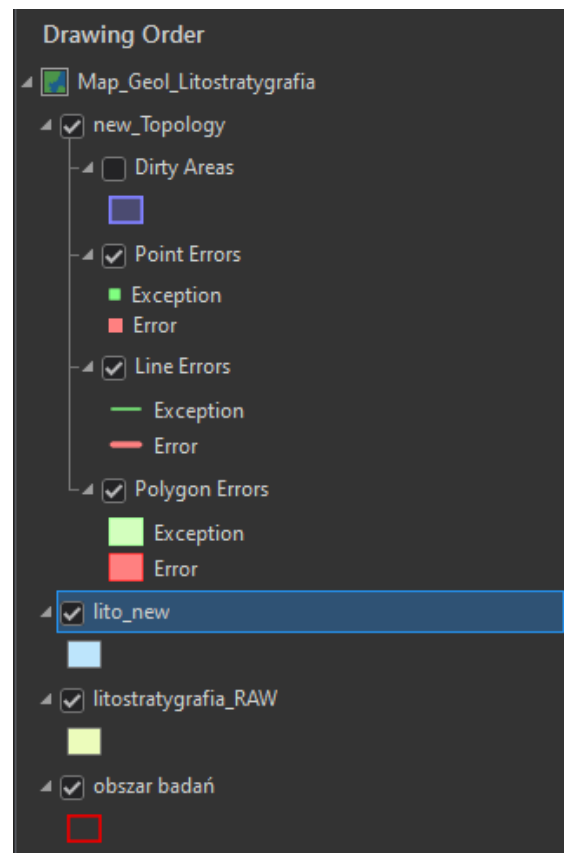 Drawing Order
Map_Geol_Litostratygrafia
new_Topology
Dirty Areas
Point Errors
Exception
Error
Line Errors
Exception
Error
Polygon Errors
Exception
Error
lito_new
litostratygrafia_RAW
obszar badań